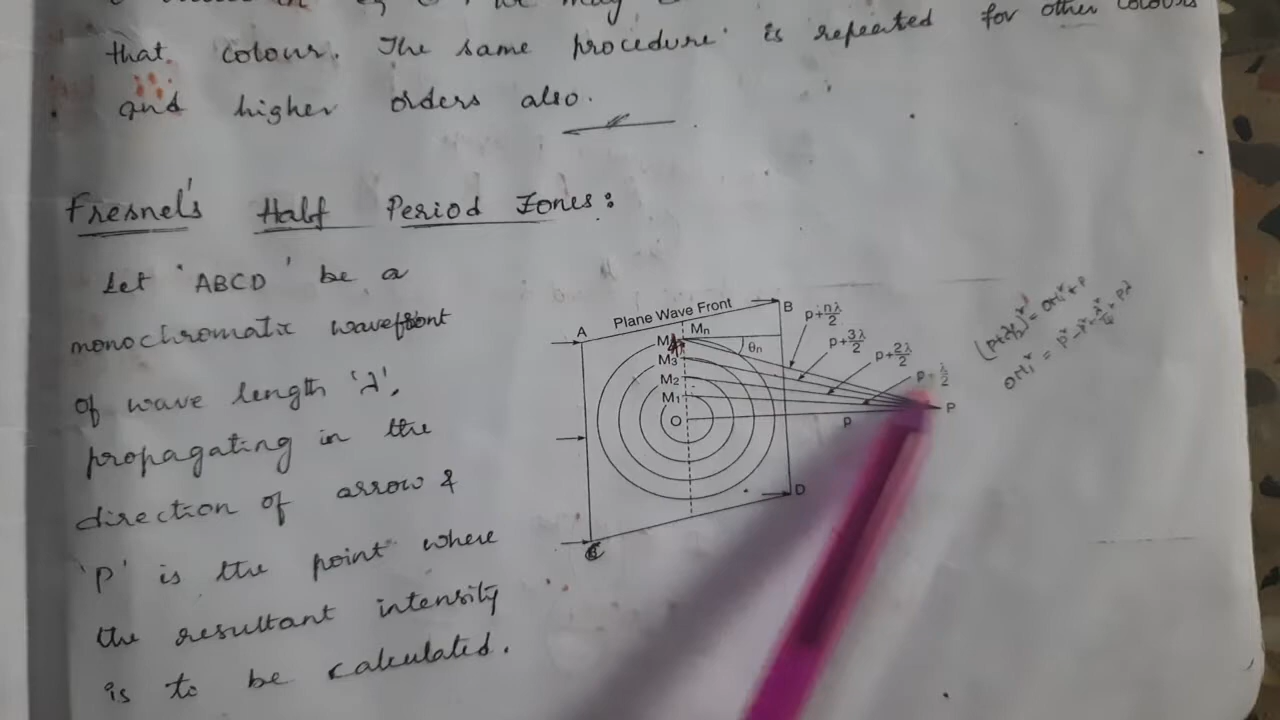 that colour. The same procedure is repeated for other colours
and higher orders also.
Fresnel's Half Period Zones:
Let 'ABCD' be a
monochromatic wavefront
of wave length 'λ',
propagating in the
direction of arrow &
'P' is the point where
the resultant intensity
is to be calculated.
Plane Wave Front
A
B
Mn
M3
M2
M1
O
θn
p+nλ/2
p+3λ/2
p+2λ/2
P
p
D